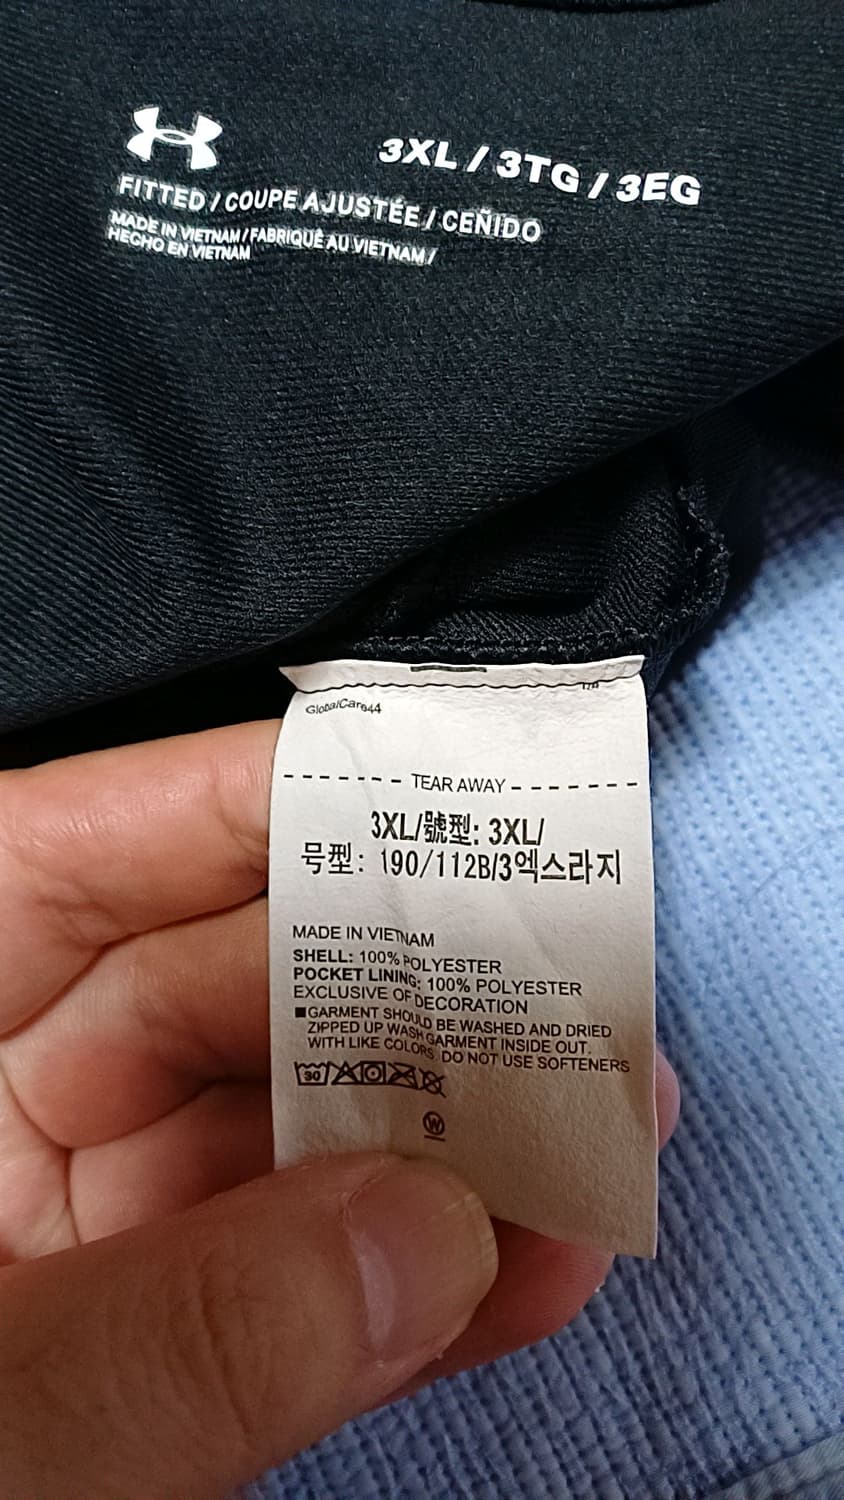 3XL / 3TG / 3EG
FITTED / COUPE AJUSTÉE / CEÑIDO
MADE IN VIETNAM / FABRIQUÉ AU VIETNAM /
HECHO EN VIETNAM
GlobalCare44
TEAR AWAY
3XL/號型: 3XL/
号型: 190/112B/3엑스라지
MADE IN VIETNAM
SHELL: 100% POLYESTER
POCKET LINING: 100% POLYESTER
EXCLUSIVE OF DECORATION
■GARMENT SHOULD BE WASHED AND DRIED
ZIPPED UP WASH GARMENT INSIDE OUT.
WITH LIKE COLORS. DO NOT USE SOFTENERS
30
W